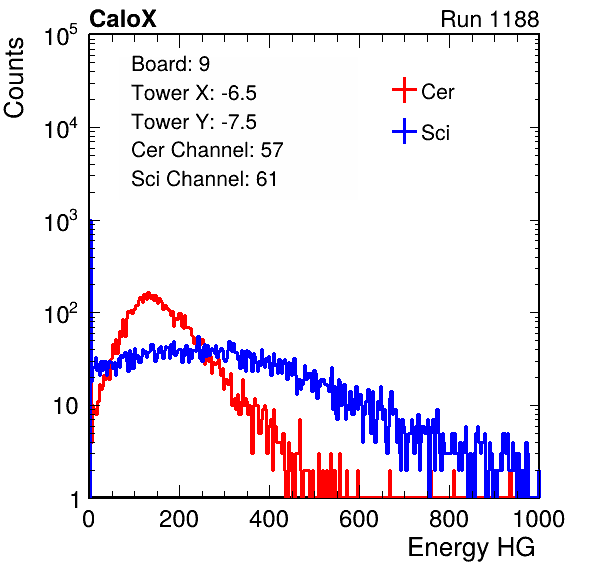 CaloX Run 1188
Counts
10^5
10^4
10^3
10^2
10
1
Board: 9
Tower X: -6.5
Tower Y: -7.5
Cer Channel: 57
Sci Channel: 61
Cer
Sci
0 200 400 600 800 1000
Energy HG